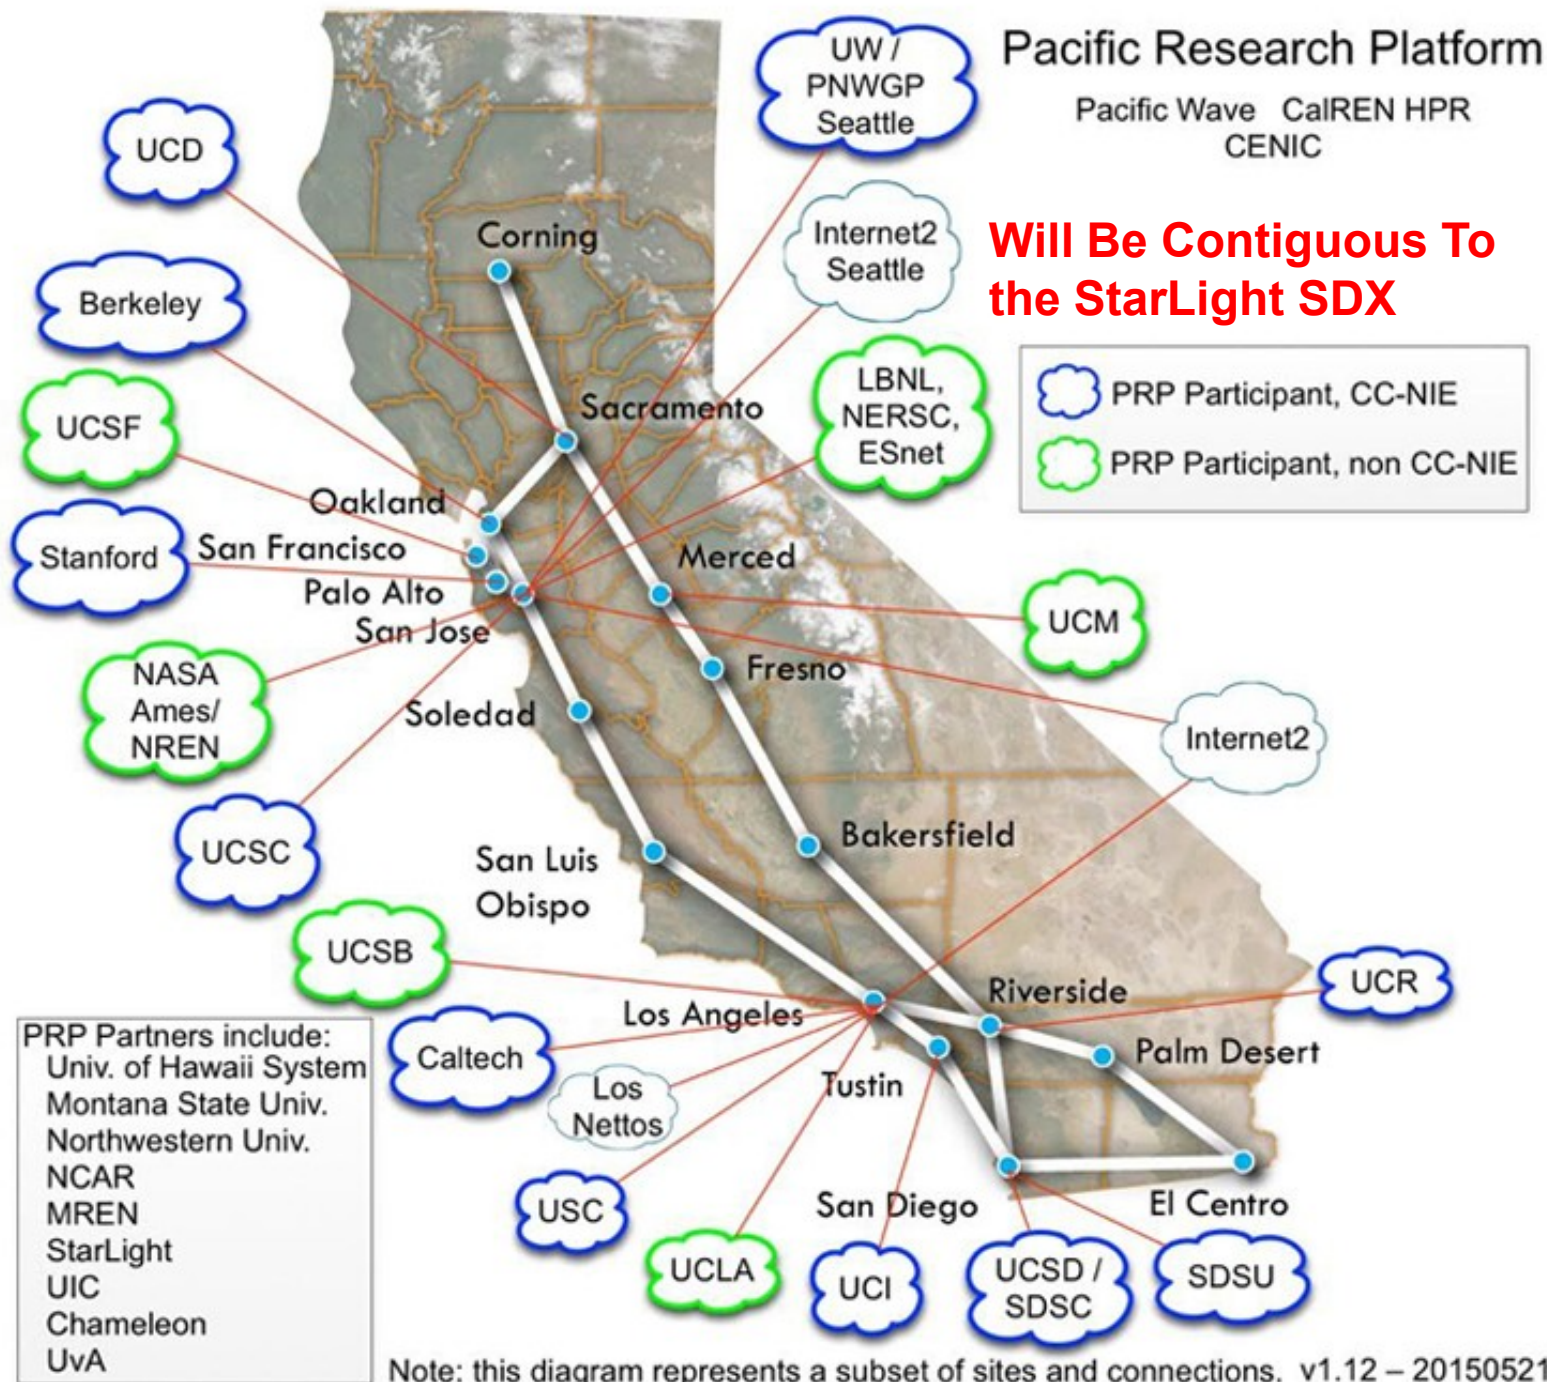 Pacific Research Platform
Pacific Wave CalREN HPR
CENIC
Will Be Contiguous To
the StarLight SDX
PRP Participant, CC-NIE
PRP Participant, non CC-NIE
UW /
PNWGP
Seattle
UCD
Internet2
Seattle
Corning
Berkeley
LBNL,
NERSC,
ESnet
Sacramento
UCSF
Oakland
Stanford
San Francisco
Merced
Palo Alto
UCM
San Jose
NASA
Ames/
NREN
Fresno
Soledad
Internet2
UCSC
Bakersfield
San Luis
Obispo
UCSB
UCR
Riverside
Los Angeles
Caltech
Palm Desert
Los
Nettos
Tustin
USC
San Diego
El Centro
UCLA
UCI
UCSD /
SDSC
SDSU
PRP Partners include:
Univ. of Hawaii System
Montana State Univ.
Northwestern Univ.
NCAR
MREN
StarLight
UIC
Chameleon
UvA
Note: this diagram represents a subset of sites and connections. v1.12 – 20150521